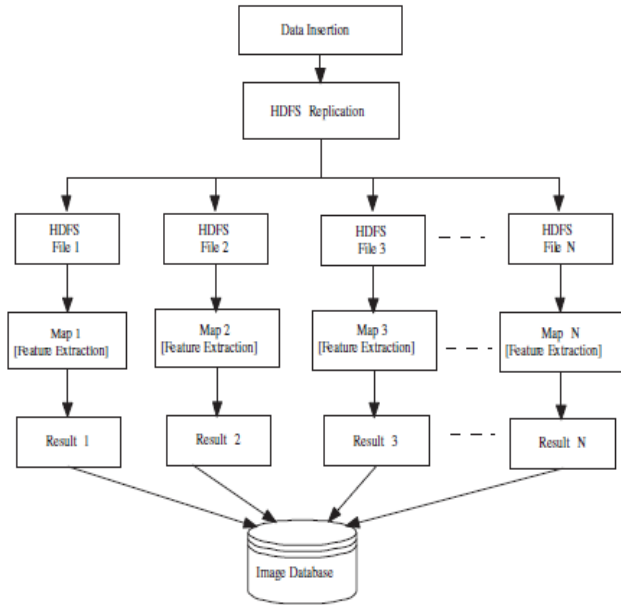 Data Insertion
HDFS Replication
HDFS
File 1
HDFS
File 2
HDFS
File 3
HDFS
File N
Map 1
[Feature Extraction]
Map 2
[Feature Extraction]
Map 3
[Feature Extraction]
Map N
[Feature Extraction]
Result 1
Result 2
Result 3
Result N
Image Database